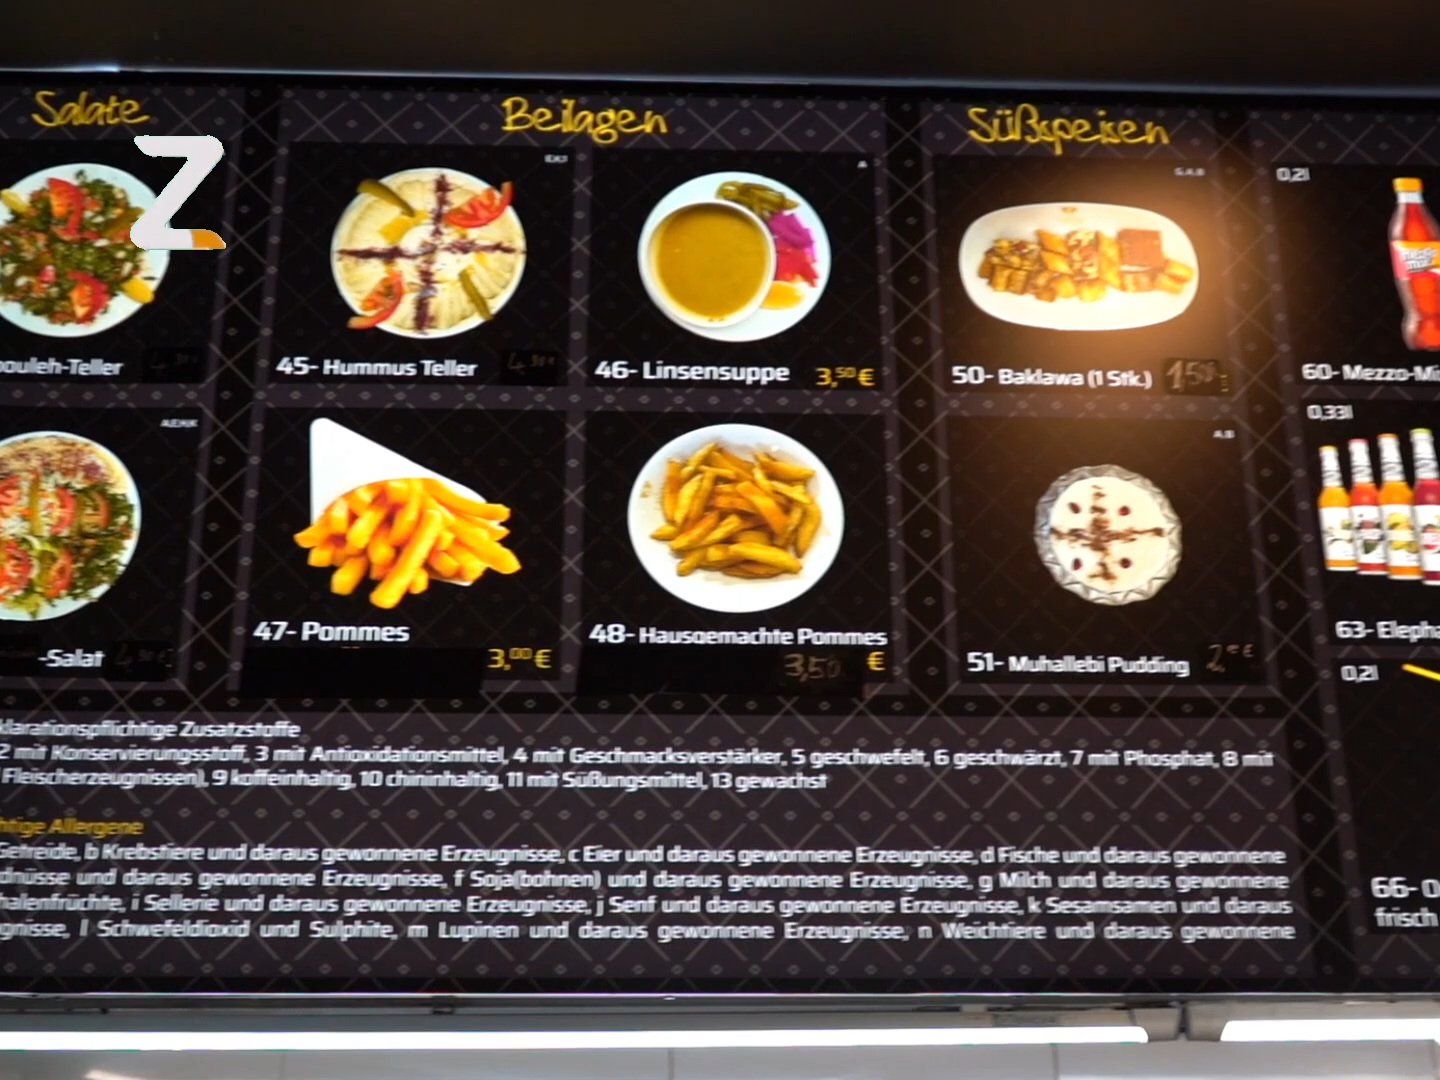 Salate
Beilagen
Süßspeisen
Z
E,K,1
A
G,A,B
0,2l
-Teller
45- Hummus Teller
46- Linsensuppe 3,50 €
50- Baklawa (1 Stk.) 1,50
60- Mezzo-Mi
A,E,H,K
A,B
0,33l
-Salat
47- Pommes
3,00 €
48- Hausgemachte Pommes
3,50 €
51- Muhallebi Pudding
63- Elepha
0,2l
klarationspflichtige Zusatzstoffe
2 mit Konservierungsstoff, 3 mit Antioxidationsmittel, 4 mit Geschmacksverstärker, 5 geschwefelt, 6 geschwärzt, 7 mit Phosphat, 8 mit
Fleischerzeugnissen), 9 koffeinhaltig, 10 chininhaltig, 11 mit Süßungsmittel, 13 gewachst
htige Allergene
Getreide, b Krebstiere und daraus gewonnene Erzeugnisse, c Eier und daraus gewonnene Erzeugnisse, d Fische und daraus gewonnene
dnüsse und daraus gewonnene Erzeugnisse, f Soja(bohnen) und daraus gewonnene Erzeugnisse, g Milch und daraus gewonnene
halenfrüchte, i Sellerie und daraus gewonnene Erzeugnisse, j Senf und daraus gewonnene Erzeugnisse, k Sesamsamen und daraus
gnisse, l Schwefeldioxid und Sulphite, m Lupinen und daraus gewonnene Erzeugnisse, n Weichtiere und daraus gewonnene
66- O
frisch